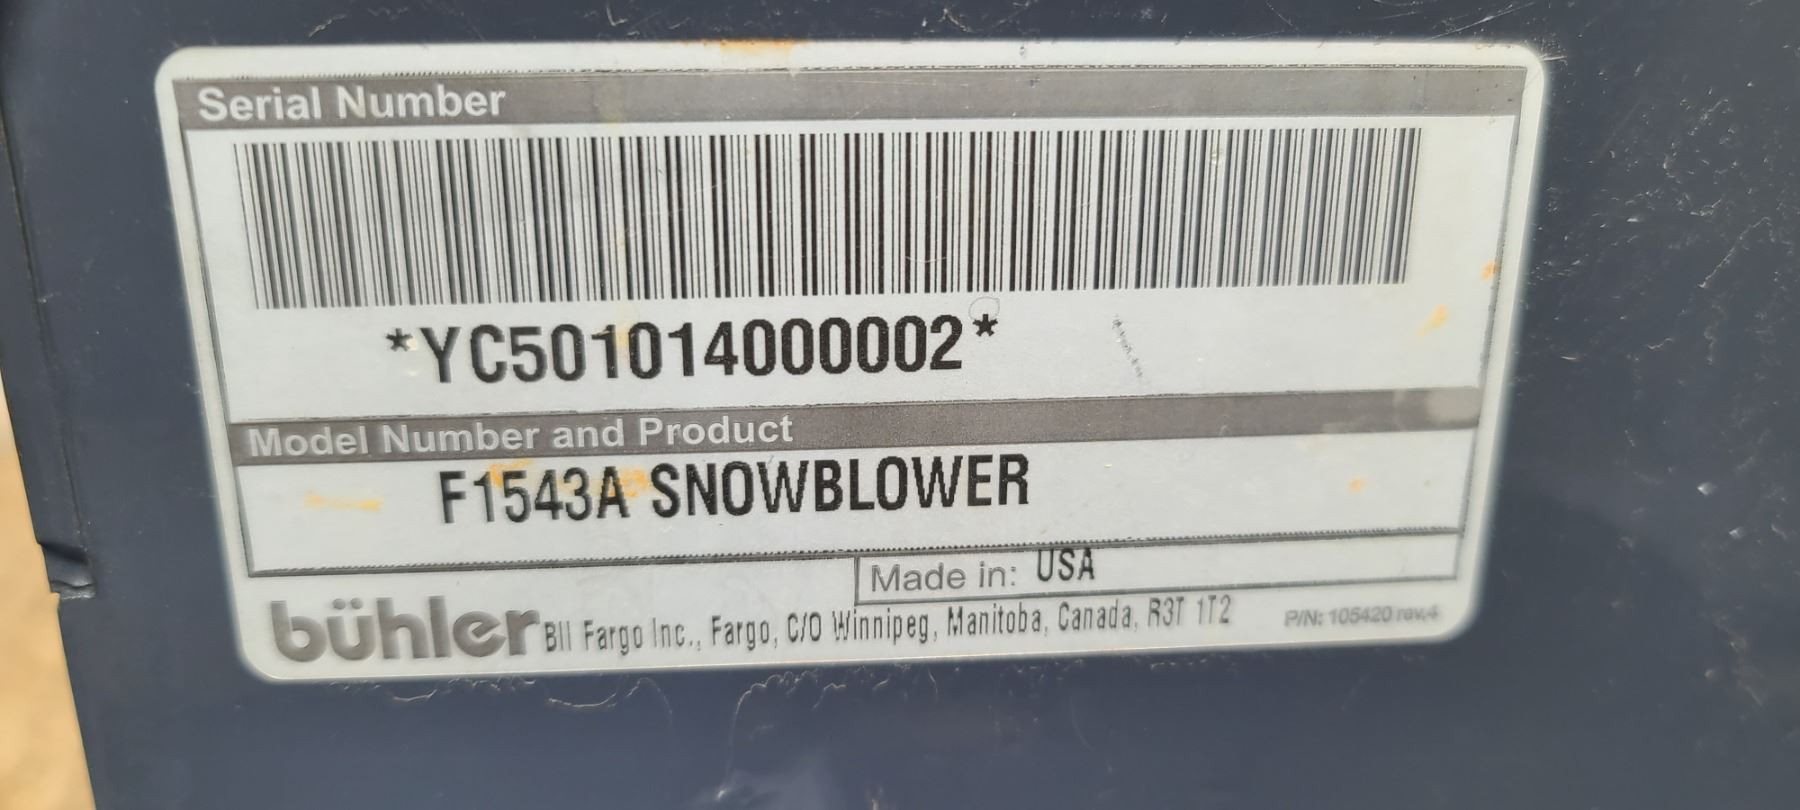 Serial Number
*YC501014000002*
Model Number and Product
F1543A SNOWBLOWER
Made in: USA
bühler BII Fargo Inc., Fargo, C/O Winnipeg, Manitoba, Canada, R3T 1T2
P/N: 105420 rev.4